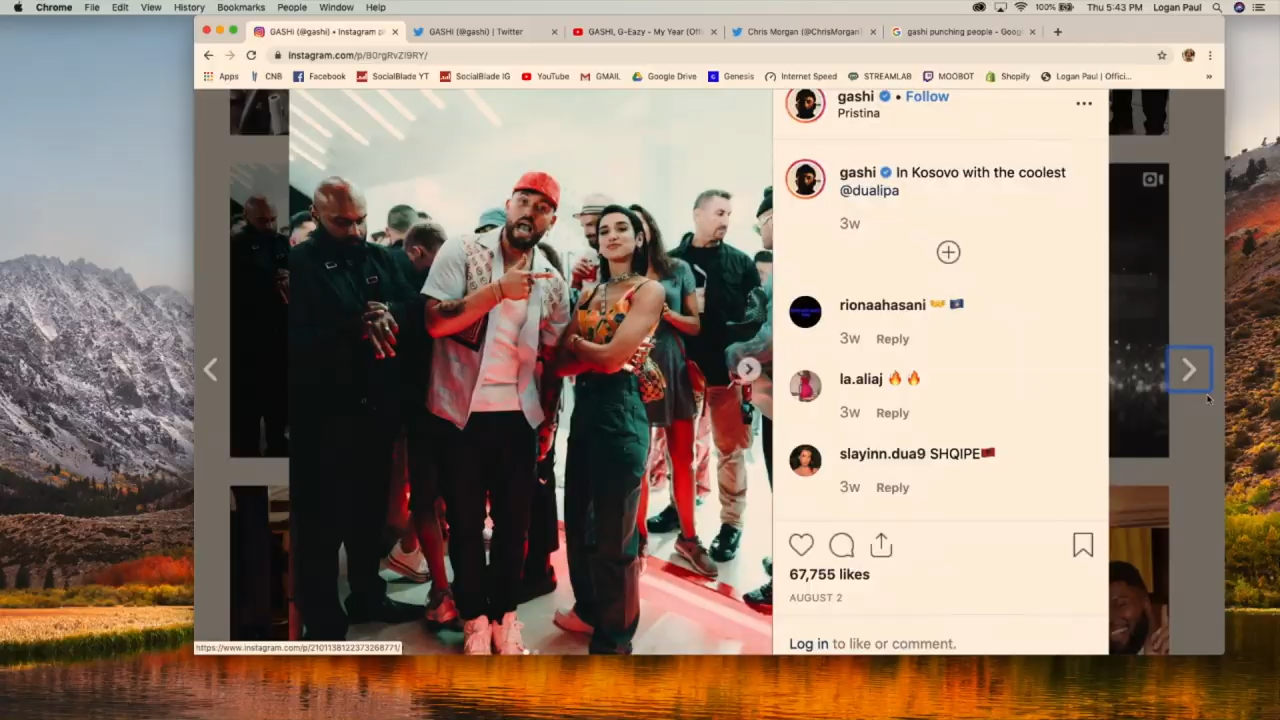 Chrome File Edit View History Bookmarks People Window Help 100% Thu 5:43 PM Logan Paul
GASHI (@gashi) • Instagram p
GASHI (@gashi) | Twitter
GASHI, G-Eazy - My Year (Offi
Chris Morgan (@ChrisMorgan
gashi punching people - Goog
instagram.com/p/B0rgRvZI9RY/
Apps CNB Facebook SocialBlade YT SocialBlade IG YouTube GMAIL Google Drive Genesis Internet Speed STREAMLAB MOOBOT Shopify Logan Paul | Offici...
gashi • Follow
Pristina
gashi In Kosovo with the coolest
@dualipa
3w
rionaahasani 🤝 🇽🇰
3w Reply
la.aliaj 🔥 🔥
3w Reply
slayinn.dua9 SHQIPE🇦🇱
3w Reply
67,755 likes
AUGUST 2
Log in to like or comment.
https://www.instagram.com/p/2101138122373268771/